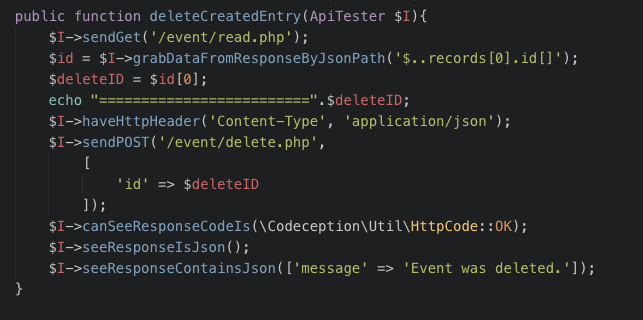 public function deleteCreatedEntry(ApiTester $I){
    $I->sendGet('/event/read.php');
    $id = $I->grabDataFromResponseByJsonPath('$..records[0].id[]');
    $deleteID = $id[0];
    echo "=========================".$deleteID;
    $I->haveHttpHeader('Content-Type', 'application/json');
    $I->sendPOST('/event/delete.php',
        [
            'id' => $deleteID
        ]);
    $I->canSeeResponseCodeIs(\Codeception\Util\HttpCode::OK);
    $I->seeResponseIsJson();
    $I->seeResponseContainsJson(['message' => 'Event was deleted.']);
}